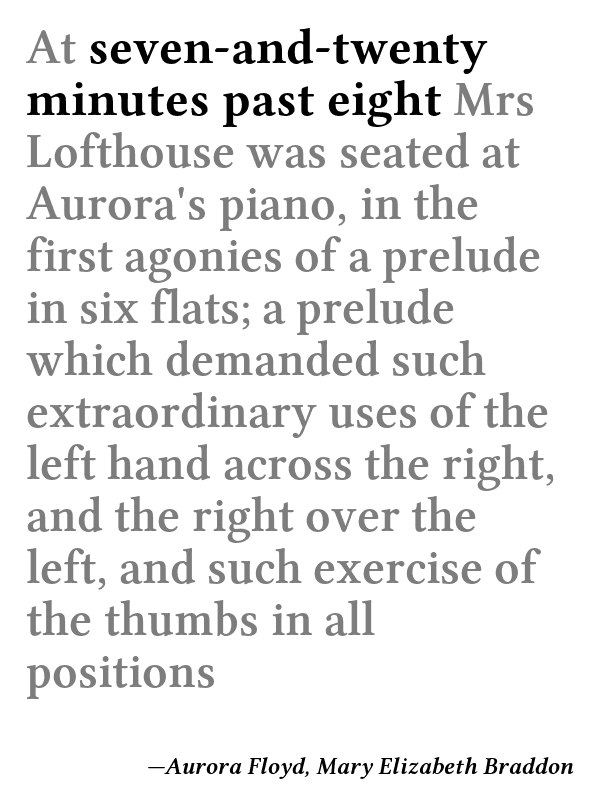 At seven-and-twenty
minutes past eight Mrs
Lofthouse was seated at
Aurora's piano, in the
first agonies of a prelude
in six flats; a prelude
which demanded such
extraordinary uses of the
left hand across the right,
and the right over the
left, and such exercise of
the thumbs in all
positions
—Aurora Floyd, Mary Elizabeth Braddon